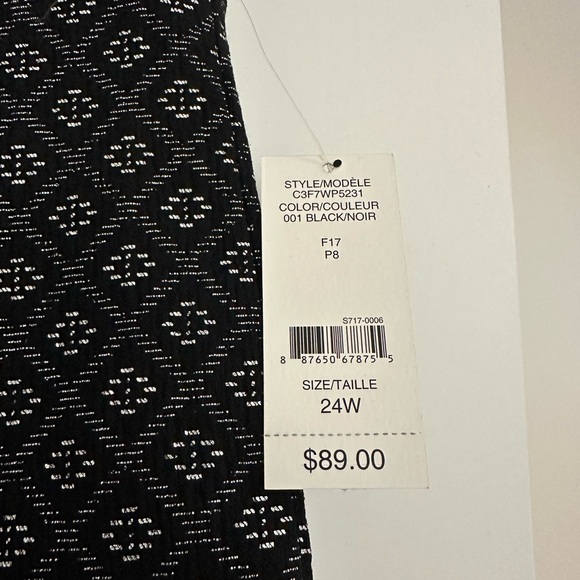 STYLE/MODÈLE
C3F7WP5231
COLOR/COULEUR
001 BLACK/NOIR
F17
P8
S717-0006
8 87650 67875 5
SIZE/TAILLE
24W
$89.00